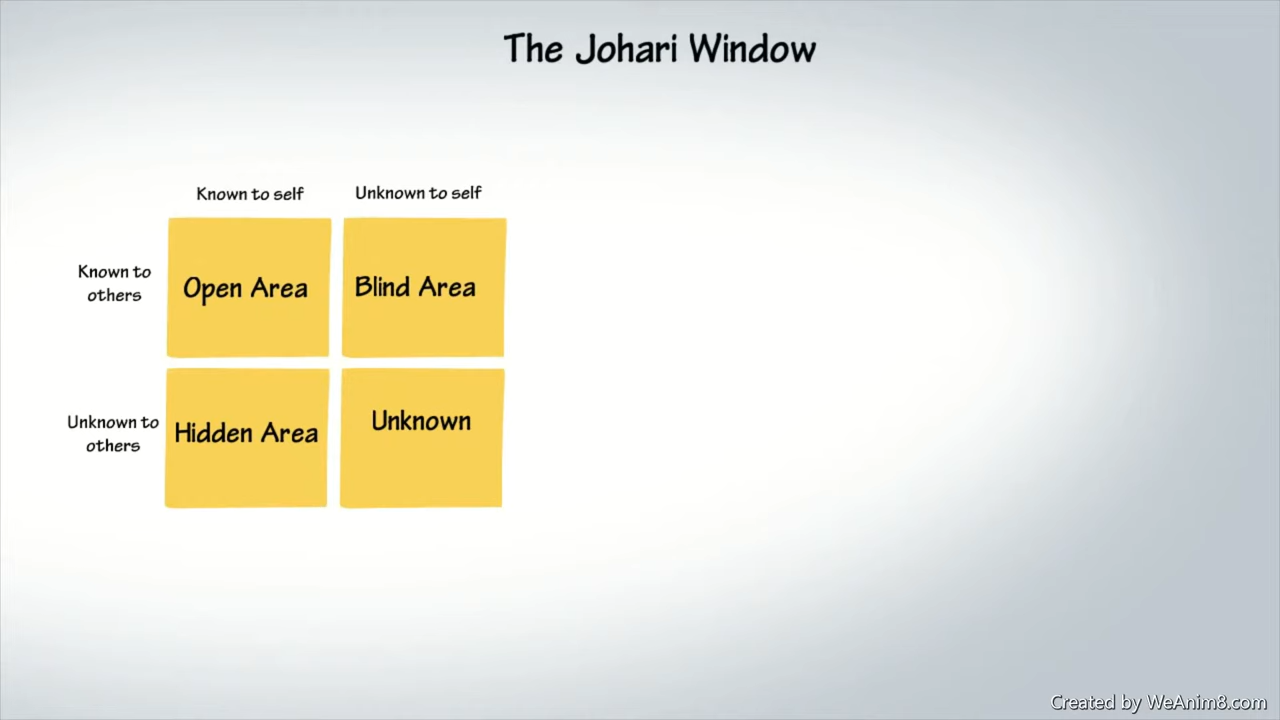 The Johari Window
Known to self
Unknown to self
Known to
others
Open Area
Blind Area
Unknown to
others
Hidden Area
Unknown
Created by WeAnim8.com